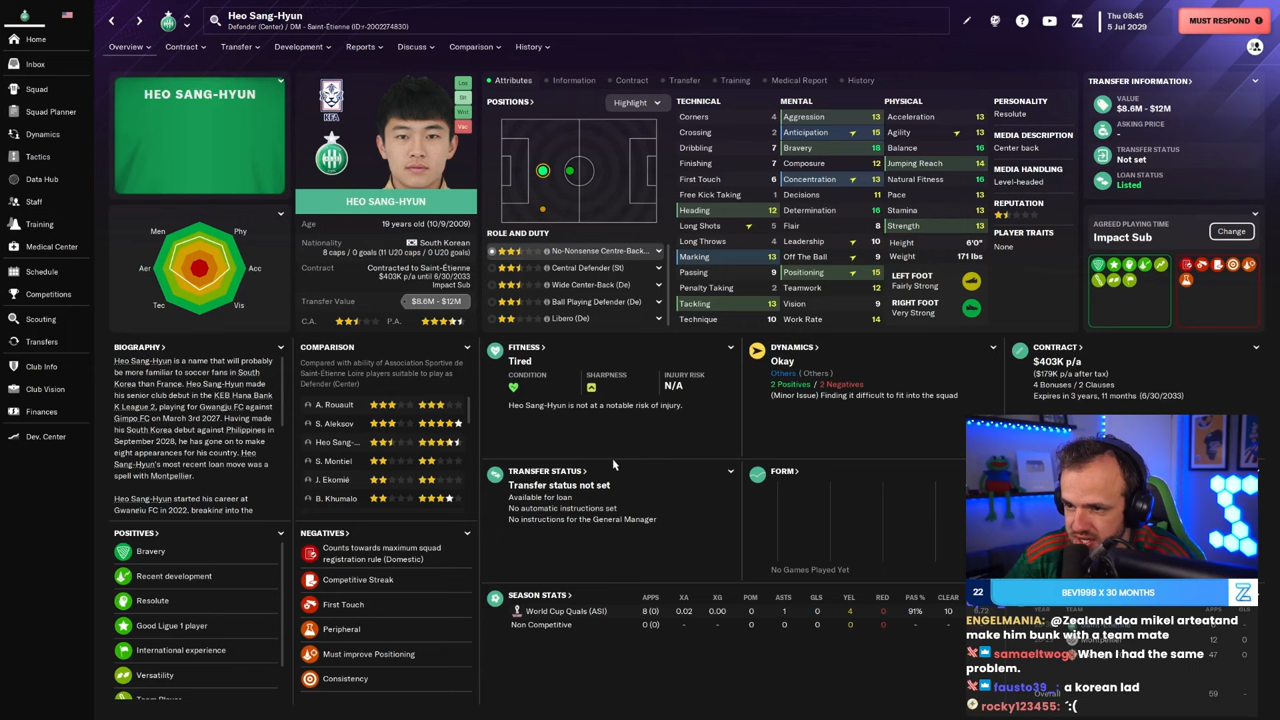 Heo Sang-Hyun
Defender (Center) / DM - Saint-Étienne (ID:r-2002274830)
Thu 08:45
5 Jul 2029
MUST RESPOND
Home
Inbox
Squad
Squad Planner
Dynamics
Tactics
Data Hub
Staff
Training
Medical Center
Schedule
Competitions
Scouting
Transfers
Club Info
Club Vision
Finances
Dev. Center
Overview
Contract
Transfer
Development
Reports
Discuss
Comparison
History
HEO SANG-HYUN
Men
Phy
Aer
Acc
Tec
Vis
KFA
HEO SANG-HYUN
Age
19 years old (10/9/2009)
Nationality
South Korean
8 caps / 0 goals (11 U20 caps / 0 U20 goals)
Contract
Contracted to Saint-Étienne
$403K p/a until 6/30/2033
Impact Sub
Transfer Value
$8.6M - $12M
C.A.
P.A.
Attributes
Information
Contract
Transfer
Training
Medical Report
History
POSITIONS
Highlight
ROLE AND DUTY
No-Nonsense Centre-Back...
Central Defender (St)
Wide Center-Back (De)
Ball Playing Defender (De)
Libero (De)
TECHNICAL
Corners 4
Crossing 2
Dribbling 7
Finishing 7
First Touch 6
Free Kick Taking 1
Heading 12
Long Shots 5
Long Throws 4
Marking 13
Passing 9
Penalty Taking 2
Tackling 13
Technique 10
MENTAL
Aggression 13
Anticipation 15
Bravery 18
Composure 12
Concentration 13
Decisions 11
Determination 16
Flair 8
Leadership 10
Off The Ball 9
Positioning 15
Teamwork 12
Vision 9
Work Rate 14
PHYSICAL
Acceleration 13
Agility 13
Balance 16
Jumping Reach 14
Natural Fitness 16
Pace 13
Stamina 13
Strength 13
Height 6'0"
Weight 171 lbs
PERSONALITY
Resolute
MEDIA DESCRIPTION
Center back
MEDIA HANDLING
Level-headed
REPUTATION
PLAYER TRAITS
None
LEFT FOOT
Fairly Strong
RIGHT FOOT
Very Strong
TRANSFER INFORMATION
VALUE
$8.6M - $12M
ASKING PRICE
-
TRANSFER STATUS
Not set
LOAN STATUS
Listed
AGREED PLAYING TIME
Impact Sub
Change
BIOGRAPHY
Heo Sang-Hyun is a name that will probably
be more familiar to soccer fans in South
Korea than France. Heo Sang-Hyun made
his senior club debut in the KEB Hana Bank
K League 2, playing for Gwangju FC against
Gimpo FC on March 3rd 2027. Having made
his South Korea debut against Philippines in
September 2028, he has gone on to make
eight appearances for his country. Heo
Sang-Hyun's most recent loan move was a
spell with Montpellier.
Heo Sang-Hyun started his career at
Gwangju FC in 2022, breaking into the
COMPARISON
Compared with ability of Association Sportive de
Saint-Étienne Loire players suitable to play as
Defender (Center)
A. Rouault
S. Aleksov
Heo Sang-...
S. Montiel
J. Ekomié
B. Khumalo
FITNESS
Tired
CONDITION
SHARPNESS
INJURY RISK
N/A
Heo Sang-Hyun is not at a notable risk of injury.
DYNAMICS
Okay
Others ( Others )
2 Positives / 2 Negatives
(Minor Issue) Finding it difficult to fit into the squad
CONTRACT
$403K p/a
($179K p/a after tax)
4 Bonuses / 2 Clauses
Expires in 3 years, 11 months (6/30/2033)
TRANSFER STATUS
Transfer status not set
Available for loan
No automatic instructions set
No instructions for the General Manager
FORM
No Games Played Yet
POSITIVES
Bravery
Recent development
Resolute
Good Ligue 1 player
International experience
Versatility
Team Player
NEGATIVES
Counts towards maximum squad
registration rule (Domestic)
Competitive Streak
First Touch
Peripheral
Must improve Positioning
Consistency
SEASON STATS
APPS XA XG POM ASTS GLS YEL RED PAS % CLEAR
World Cup Quals (ASI) 8 (0) 0.02 0.00 0 1 0 4 0 91% 10 6.72
Non Competitive 0 (0) - - 0 0 0 0 0 - -
22 BEV1998 X 30 MONTHS
ENGELMANIA: @Zealand doa mikel arteatand
make him bunk with a team mate
samaeltwog: When I had the same
problem.
fausto39_: a korean lad
rocky123455: :(
YEAR
TEAM
APPS
GLS
Montpellier
12
0
47
0
Overall
59
-